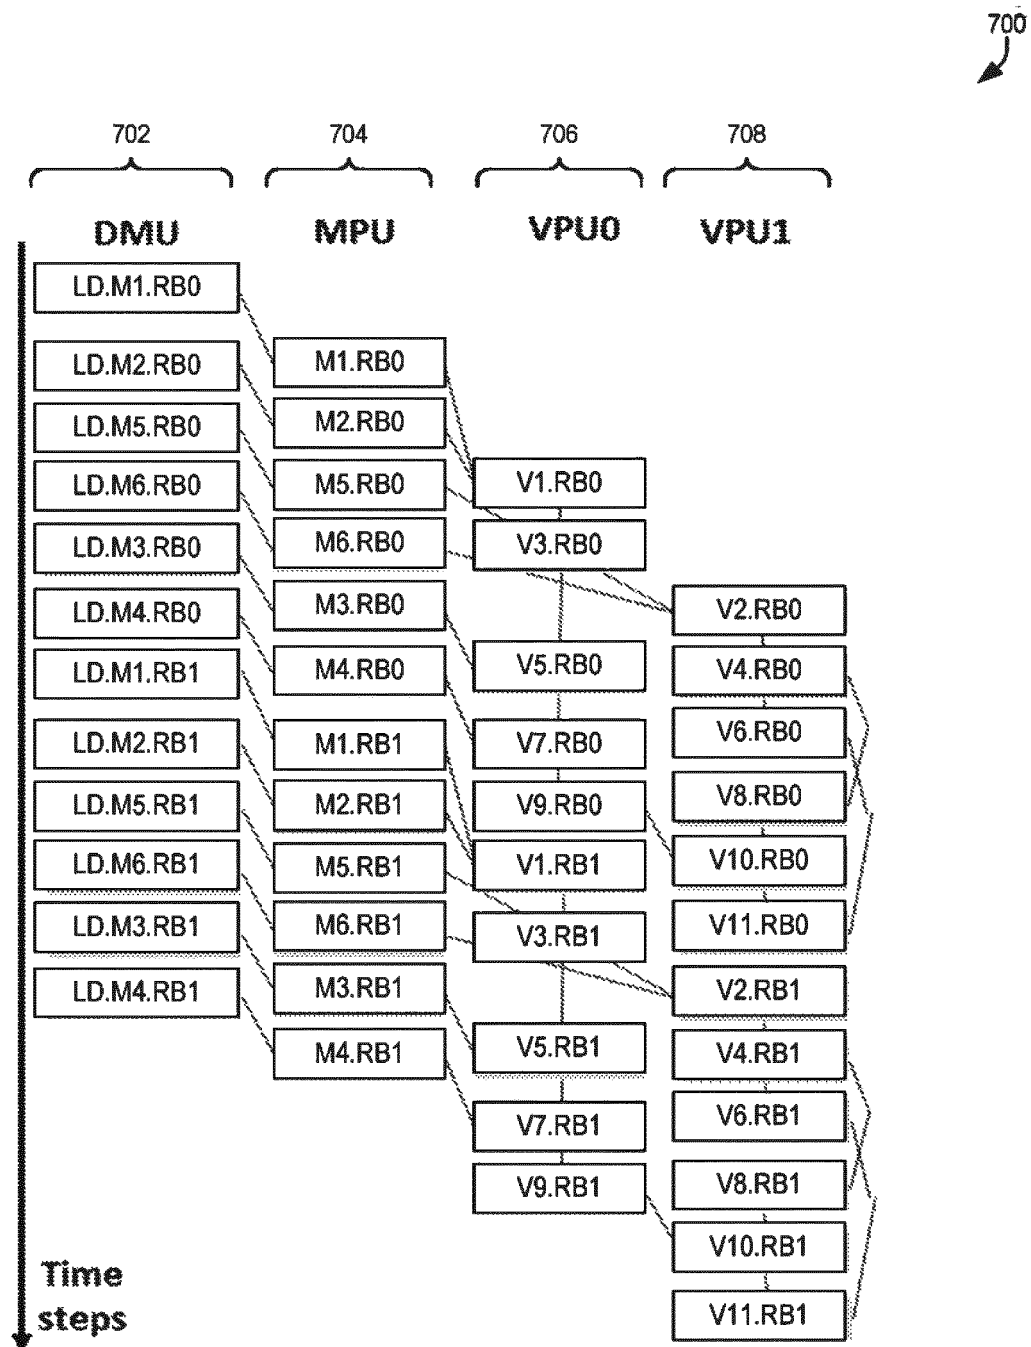 700
702 704 706 708
DMU MPU VPU0 VPU1
LD.M1.RB0
M1.RB0
LD.M2.RB0
M2.RB0
LD.M5.RB0
M5.RB0 V1.RB0
LD.M6.RB0
M6.RB0 V3.RB0
LD.M3.RB0
M3.RB0 V2.RB0
LD.M4.RB0
M4.RB0 V5.RB0 V4.RB0
LD.M1.RB1
M1.RB1 V7.RB0 V6.RB0
LD.M2.RB1
M2.RB1 V9.RB0 V8.RB0
LD.M5.RB1
M5.RB1 V1.RB1 V10.RB0
LD.M6.RB1
M6.RB1 V3.RB1 V11.RB0
LD.M3.RB1
M3.RB1 V2.RB1
LD.M4.RB1
M4.RB1 V5.RB1 V4.RB1
V7.RB1 V6.RB1
V9.RB1 V8.RB1
V10.RB1
Time
steps
V11.RB1